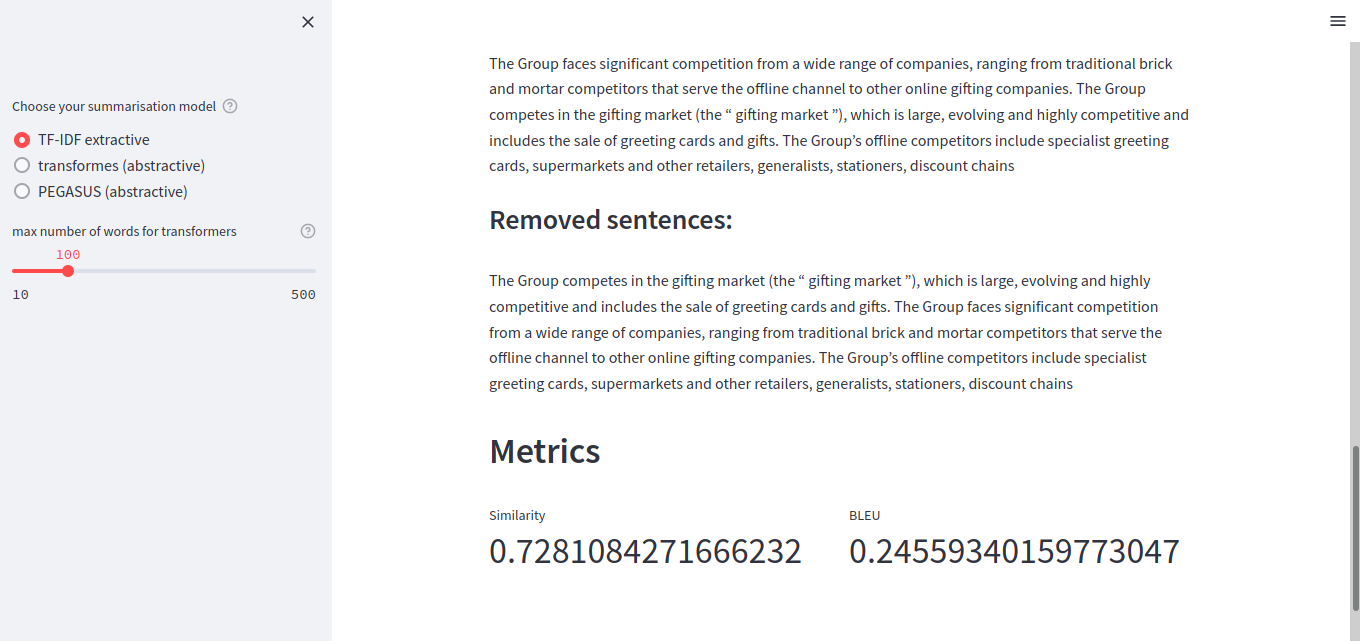 Choose your summarisation model
TF-IDF extractive
transformes (abstractive)
PEGASUS (abstractive)
max number of words for transformers
100
10
500
The Group faces significant competition from a wide range of companies, ranging from traditional brick
and mortar competitors that serve the offline channel to other online gifting companies. The Group
competes in the gifting market (the “ gifting market ”), which is large, evolving and highly competitive and
includes the sale of greeting cards and gifts. The Group’s offline competitors include specialist greeting
cards, supermarkets and other retailers, generalists, stationers, discount chains
Removed sentences:
The Group competes in the gifting market (the “ gifting market ”), which is large, evolving and highly
competitive and includes the sale of greeting cards and gifts. The Group faces significant competition
from a wide range of companies, ranging from traditional brick and mortar competitors that serve the
offline channel to other online gifting companies. The Group’s offline competitors include specialist
greeting cards, supermarkets and other retailers, generalists, stationers, discount chains
Metrics
Similarity
0.7281084271666232
BLEU
0.24559340159773047